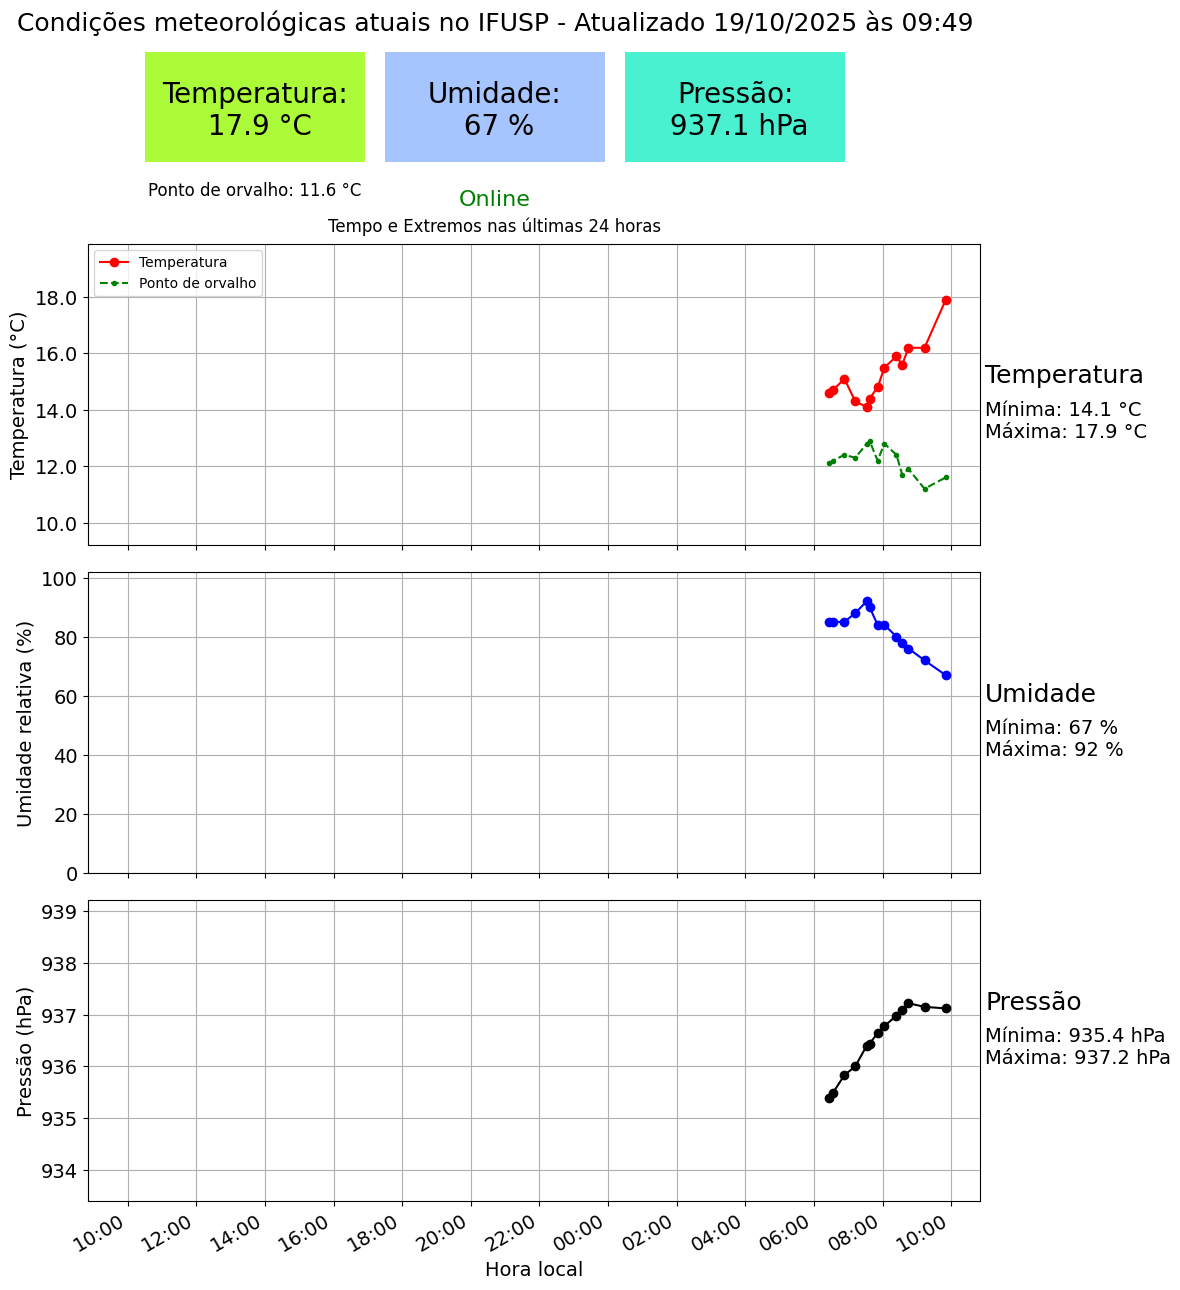 Condições meteorológicas atuais no IFUSP - Atualizado 19/10/2025 às 09:49
Temperatura:
17.9 °C
Umidade:
67 %
Pressão:
937.1 hPa
Ponto de orvalho: 11.6 °C
Online
Tempo e Extremos nas últimas 24 horas
Temperatura
Ponto de orvalho
Temperatura (°C)
18.0
16.0
14.0
12.0
10.0
Temperatura
Mínima: 14.1 °C
Máxima: 17.9 °C
Umidade relativa (%)
100
80
60
40
20
0
Umidade
Mínima: 67 %
Máxima: 92 %
Pressão (hPa)
939
938
937
936
935
934
Pressão
Mínima: 935.4 hPa
Máxima: 937.2 hPa
10:00
12:00
14:00
16:00
18:00
20:00
22:00
00:00
02:00
04:00
06:00
08:00
10:00
Hora local